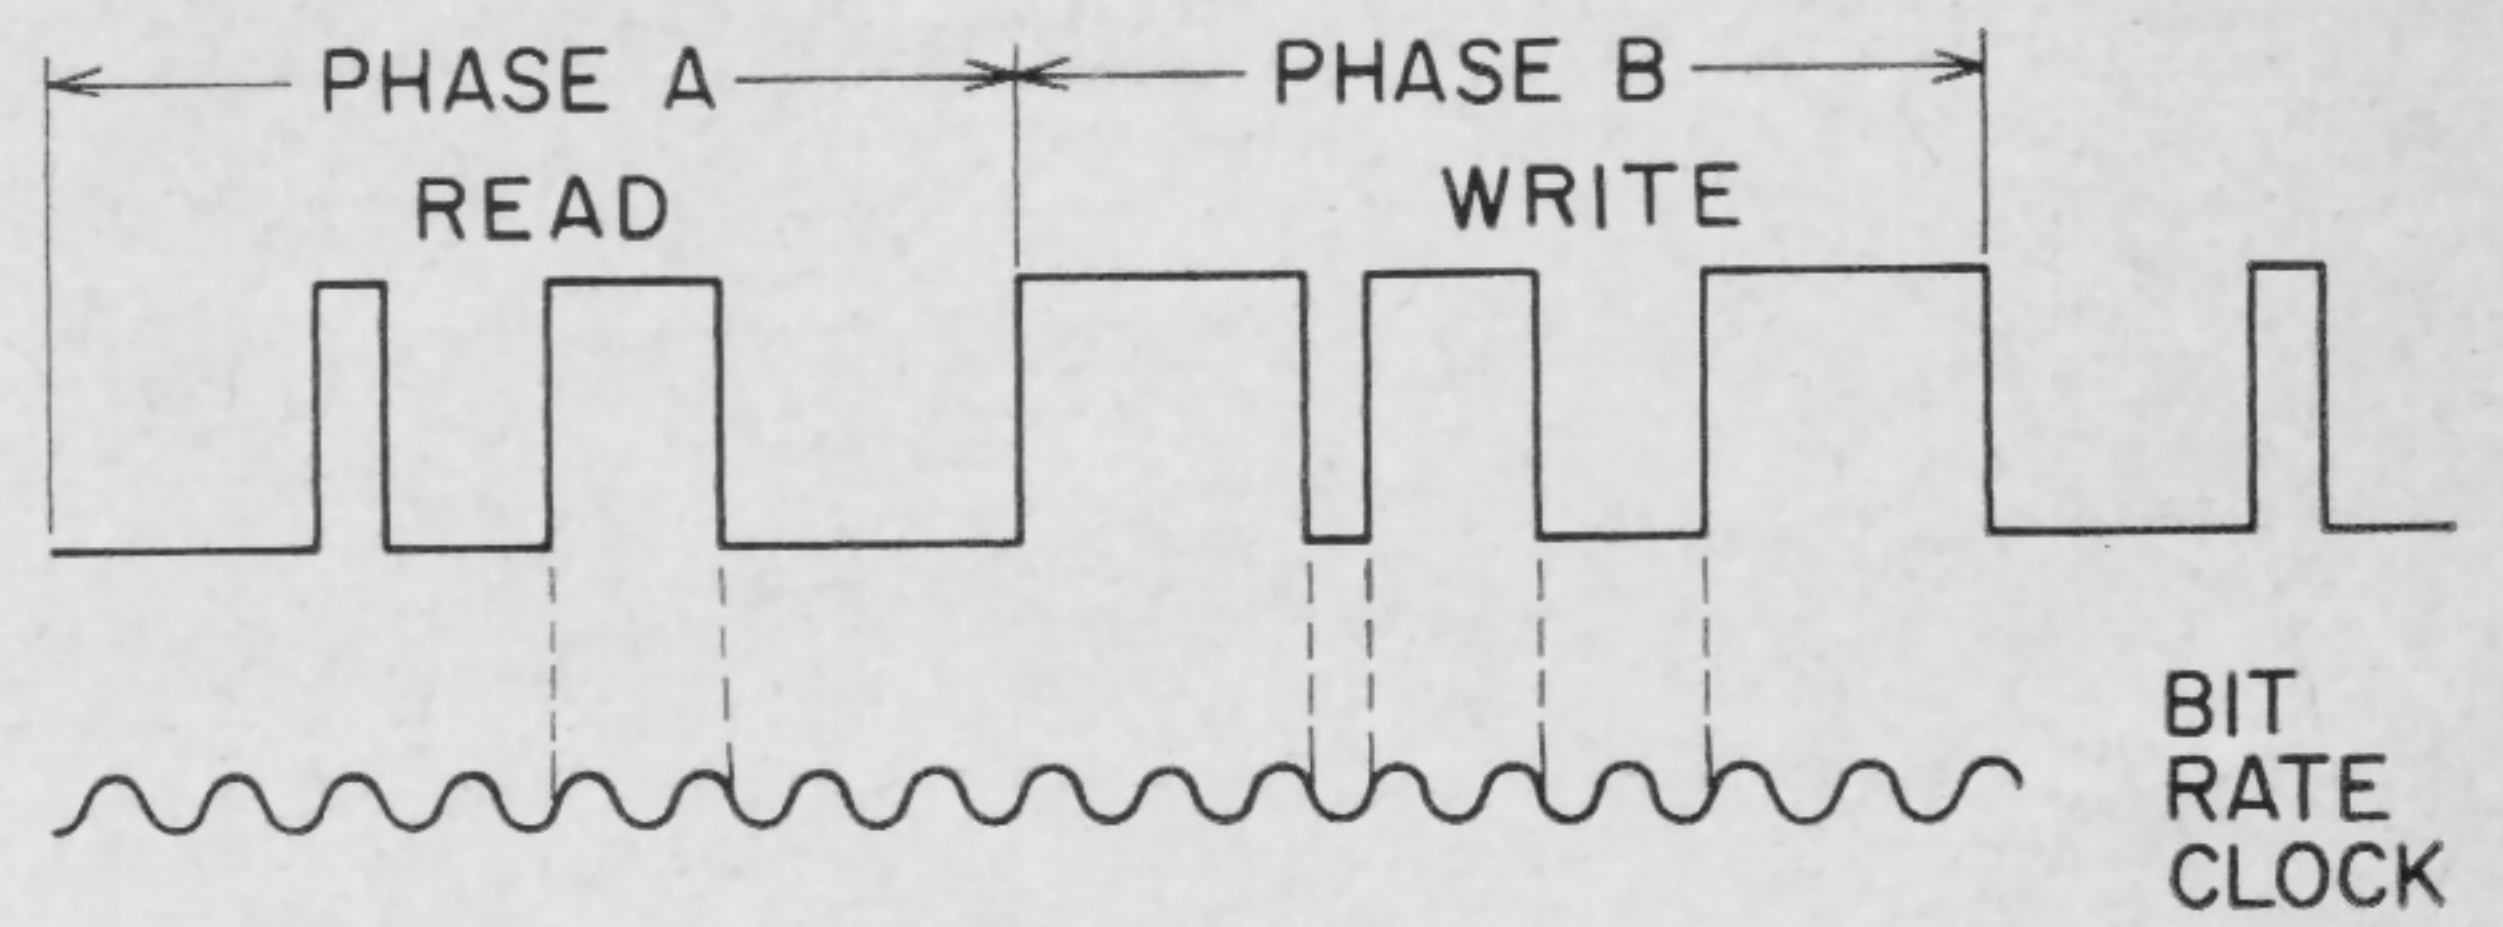 PHASE A
PHASE B
READ
WRITE
BIT
RATE
CLOCK